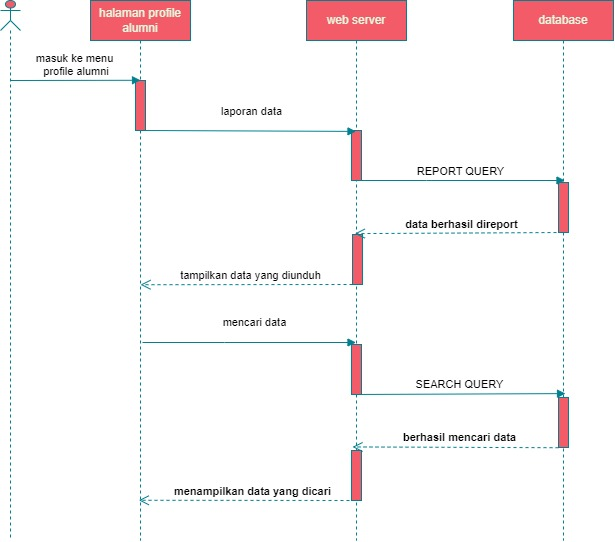 halaman profile
alumni
web server
database
masuk ke menu
profile alumni
laporan data
REPORT QUERY
data berhasil direport
tampilkan data yang diunduh
mencari data
SEARCH QUERY
berhasil mencari data
menampilkan data yang dicari